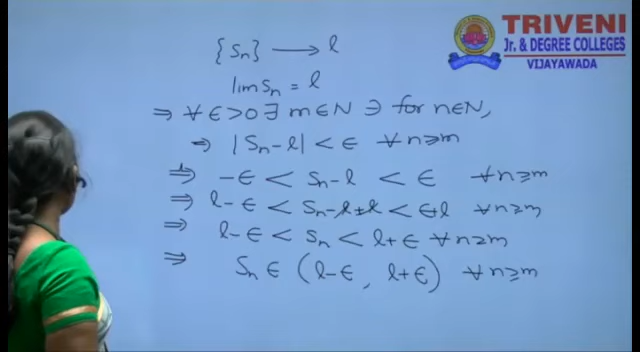 TRIVENI
Jr. & DEGREE COLLEGES
VIJAYAWADA
{Sn} ⟶ l
lim Sn = l
⇒ ∀ ∈ > 0 ∃ m ∈ N ∋ for n ∈ N,
⇒ |Sn - l| < ∈ ∀ n ≥ m
⇒ -∈ < Sn - l < ∈ ∀ n ≥ m
⇒ l - ∈ < Sn - l + l < ∈ + l ∀ n ≥ m
⇒ l - ∈ < Sn < l + ∈ ∀ n ≥ m
⇒ Sn ∈ (l - ∈, l + ∈) ∀ n ≥ m